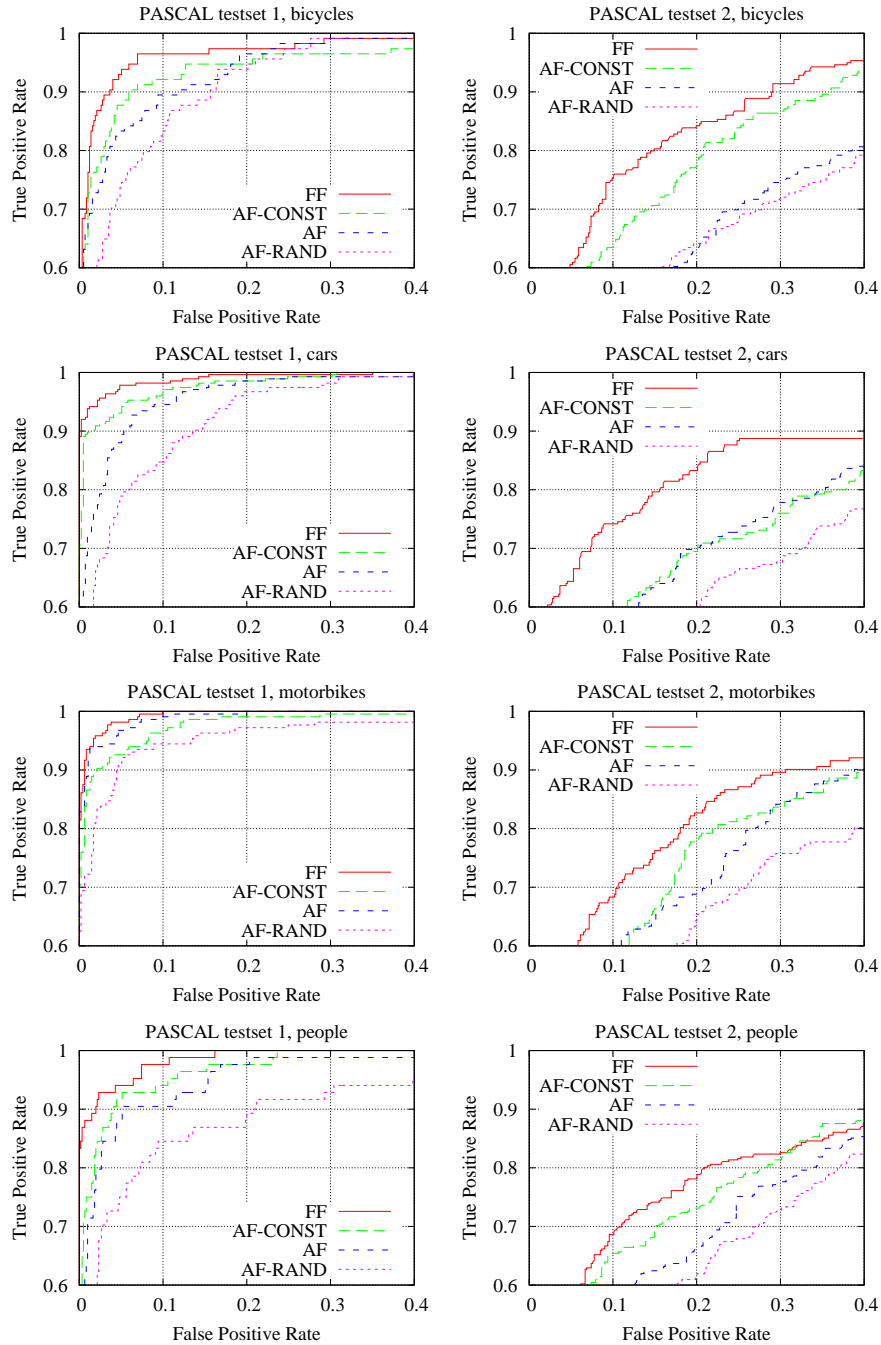 PASCAL testset 1, bicycles
True Positive Rate
1
0.9
0.8
0.7
0.6
FF
AF-CONST
AF
AF-RAND
0
0.1
0.2
0.3
0.4
False Positive Rate
PASCAL testset 2, bicycles
True Positive Rate
1
0.9
0.8
0.7
0.6
FF
AF-CONST
AF
AF-RAND
0
0.1
0.2
0.3
0.4
False Positive Rate
PASCAL testset 1, cars
True Positive Rate
1
0.9
0.8
0.7
0.6
FF
AF-CONST
AF
AF-RAND
0
0.1
0.2
0.3
0.4
False Positive Rate
PASCAL testset 2, cars
True Positive Rate
1
0.9
0.8
0.7
0.6
FF
AF-CONST
AF
AF-RAND
0
0.1
0.2
0.3
0.4
False Positive Rate
PASCAL testset 1, motorbikes
True Positive Rate
1
0.9
0.8
0.7
0.6
FF
AF-CONST
AF
AF-RAND
0
0.1
0.2
0.3
0.4
False Positive Rate
PASCAL testset 2, motorbikes
True Positive Rate
1
0.9
0.8
0.7
0.6
FF
AF-CONST
AF
AF-RAND
0
0.1
0.2
0.3
0.4
False Positive Rate
PASCAL testset 1, people
True Positive Rate
1
0.9
0.8
0.7
0.6
FF
AF-CONST
AF
AF-RAND
0
0.1
0.2
0.3
0.4
False Positive Rate
PASCAL testset 2, people
True Positive Rate
1
0.9
0.8
0.7
0.6
FF
AF-CONST
AF
AF-RAND
0
0.1
0.2
0.3
0.4
False Positive Rate